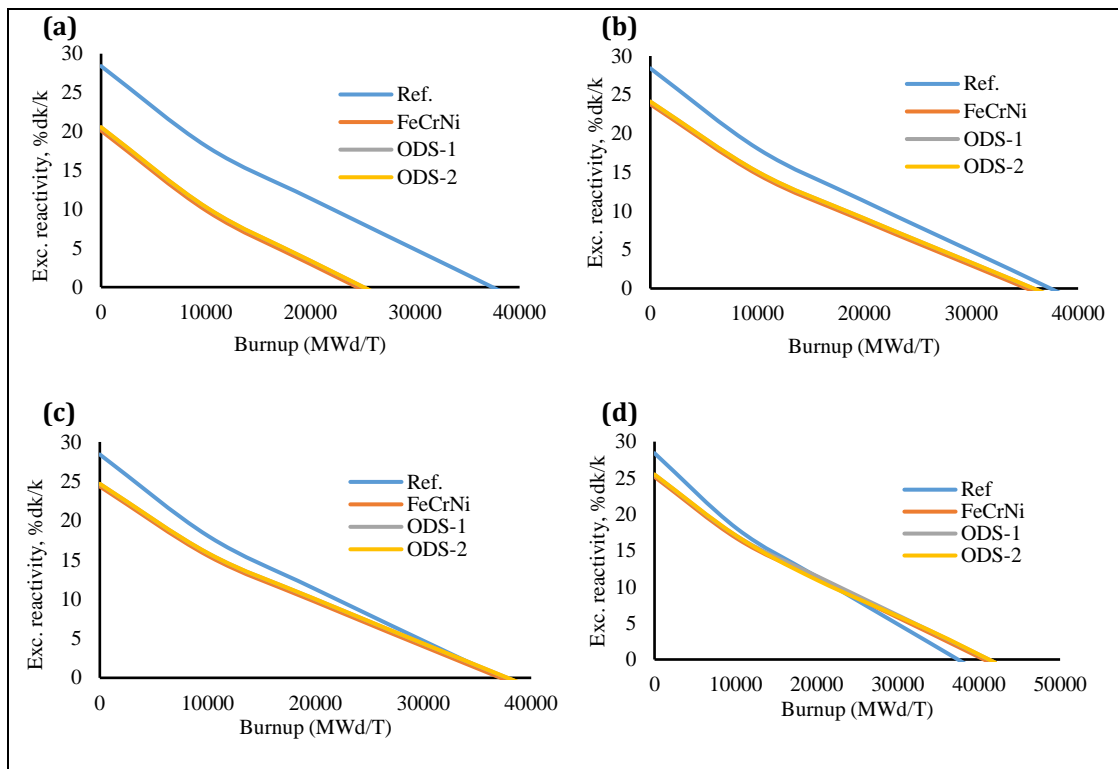 (a)
30
25
20
15
10
5
0
Exc. reactivity, %dk/k
Ref.
FeCrNi
ODS-1
ODS-2
0 10000 20000 30000 40000
Burnup (MWd/T)
(b)
30
25
20
15
10
5
0
Exc. reactivity, %dk/k
Ref.
FeCrNi
ODS-1
ODS-2
0 10000 20000 30000 40000
Burnup (MWd/T)
(c)
30
25
20
15
10
5
0
Exc. reactivity, %dk/k
Ref.
FeCrNi
ODS-1
ODS-2
0 10000 20000 30000 40000
Burnup (MWd/T)
(d)
30
25
20
15
10
5
0
Exc. reactivity, %dk/k
Ref
FeCrNi
ODS-1
ODS-2
0 10000 20000 30000 40000 50000
Burnup (MWd/T)